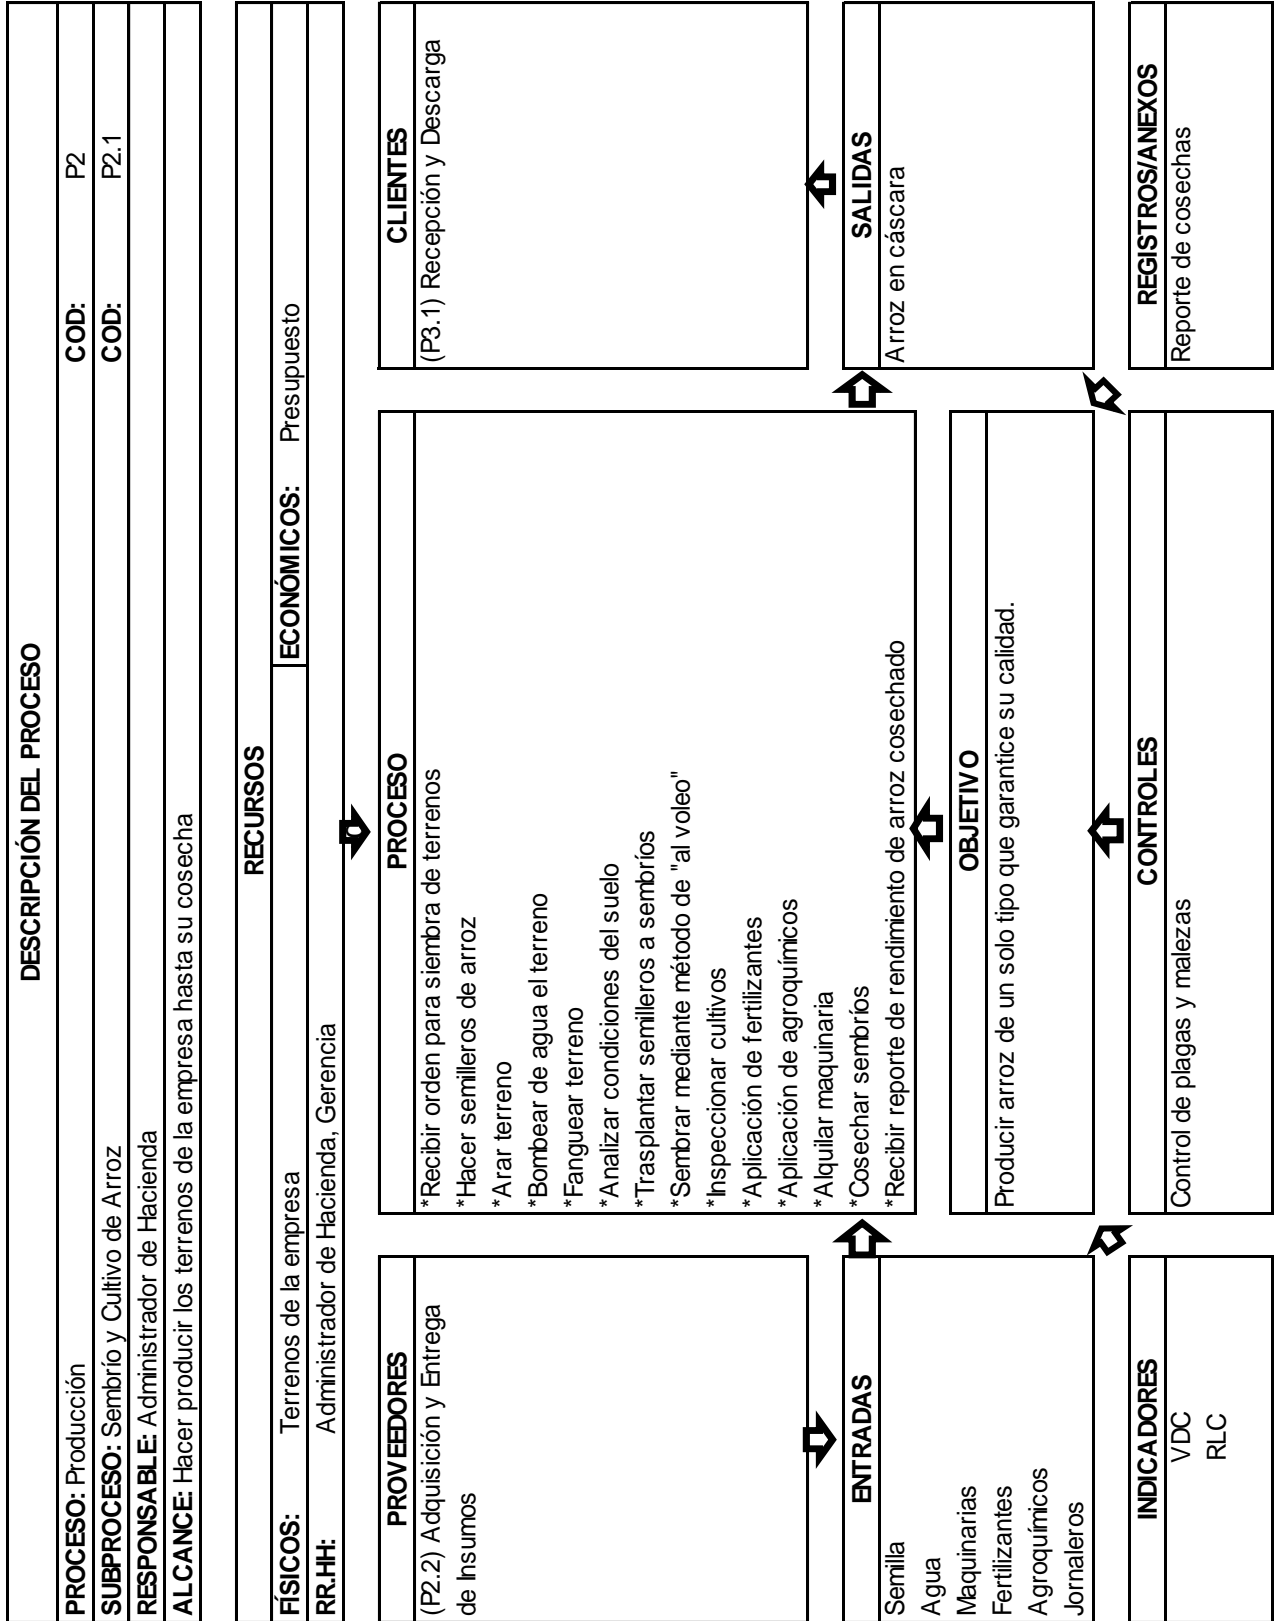 DESCRIPCIÓN DEL PROCESO
PROCESO: Producción COD: P2
SUBPROCESO: Sembrío y Cultivo de Arroz COD: P2.1
RESPONSABLE: Administrador de Hacienda
ALCANCE: Hacer producir los terrenos de la empresa hasta su cosecha
RECURSOS
FÍSICOS: Terrenos de la empresa ECONÓMICOS: Presupuesto
RR.HH: Administrador de Hacienda, Gerencia
PROVEEDORES
(P2.2) Adquisición y Entrega
de Insumos
PROCESO
*Recibir orden para siembra de terrenos
*Hacer semilleros de arroz
*Arar terreno
*Bombear de agua el terreno
*Fanguear terreno
*Analizar condiciones del suelo
*Trasplantar semilleros a sembríos
*Sembrar mediante método de "al voleo"
*Inspeccionar cultivos
*Aplicación de fertilizantes
*Aplicación de agroquímicos
*Alquilar maquinaria
*Cosechar sembríos
*Recibir reporte de rendimiento de arroz cosechado
CLIENTES
(P3.1) Recepción y Descarga
ENTRADAS
Semilla
Agua
Maquinarias
Fertilizantes
Agroquímicos
Jornaleros
OBJETIVO
Producir arroz de un solo tipo que garantice su calidad.
SALIDAS
Arroz en cáscara
INDICADORES
VDC
RLC
CONTROLES
Control de plagas y malezas
REGISTROS/ANEXOS
Reporte de cosechas